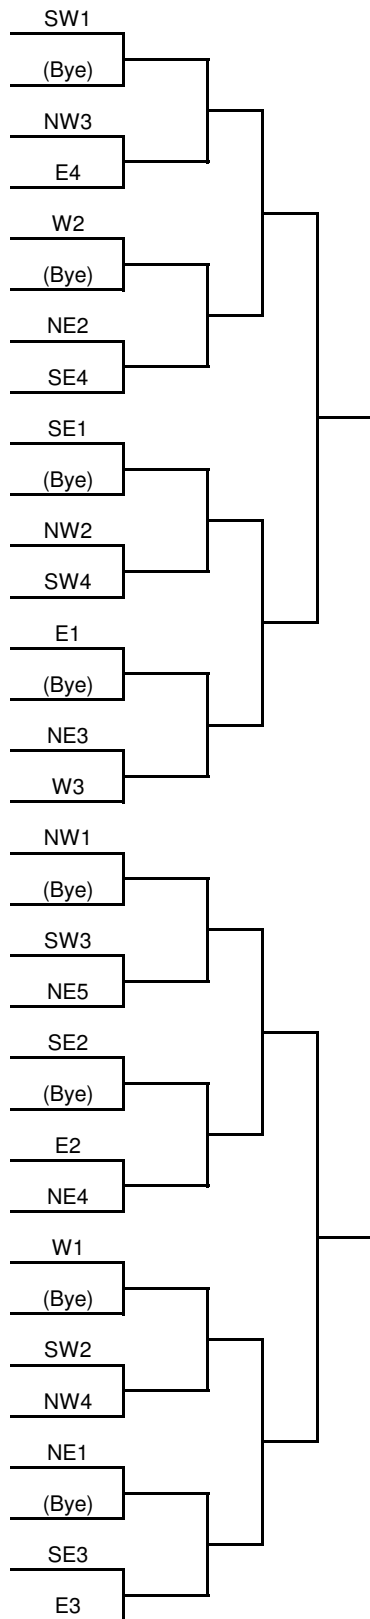 SW1
(Bye)
NW3
E4
W2
(Bye)
NE2
SE4
SE1
(Bye)
NW2
SW4
E1
(Bye)
NE3
W3
NW1
(Bye)
SW3
NE5
SE2
(Bye)
E2
NE4
W1
(Bye)
SW2
NW4
NE1
(Bye)
SE3
E3